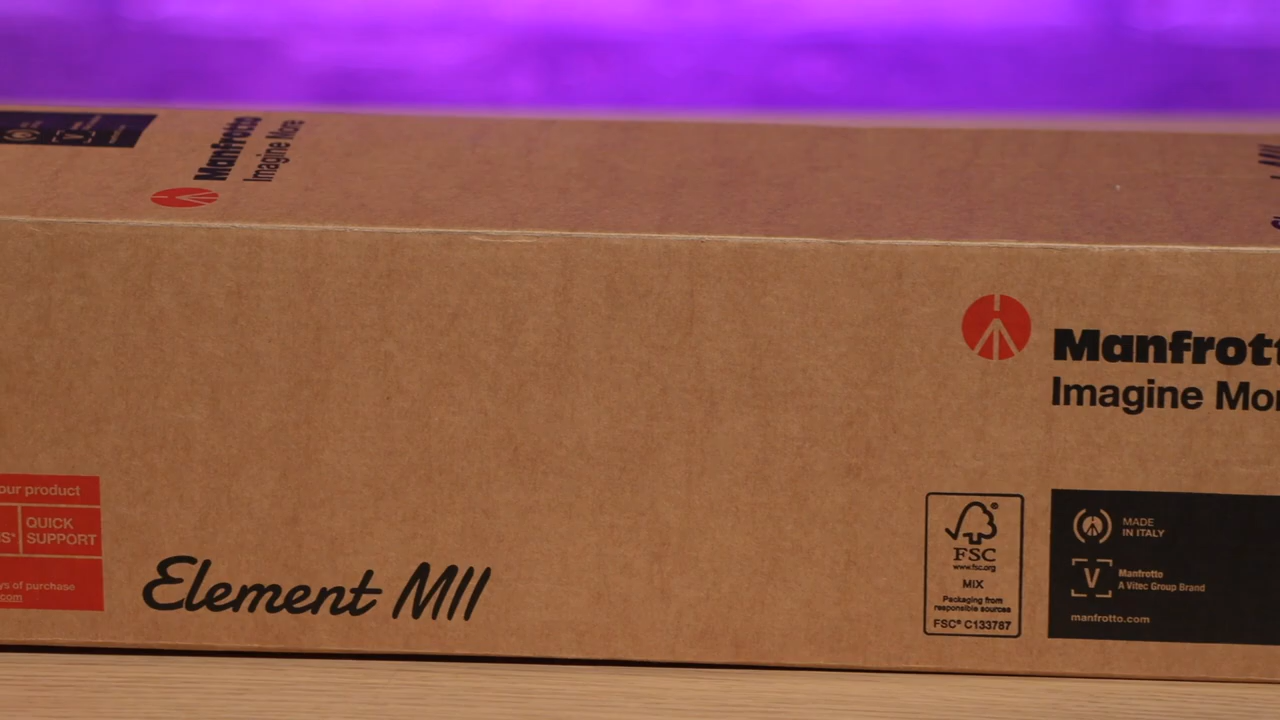 Manfrotto
Imagine More
Manfrott
Imagine Mor
our product
S*
QUICK
SUPPORT
ys of purchase
com
Element MII
FSC®
www.fsc.org
MIX
Packaging from
responsible sources
FSC® C133787
MADE
IN ITALY
V
Manfrotto
A Vitec Group Brand
manfrotto.com